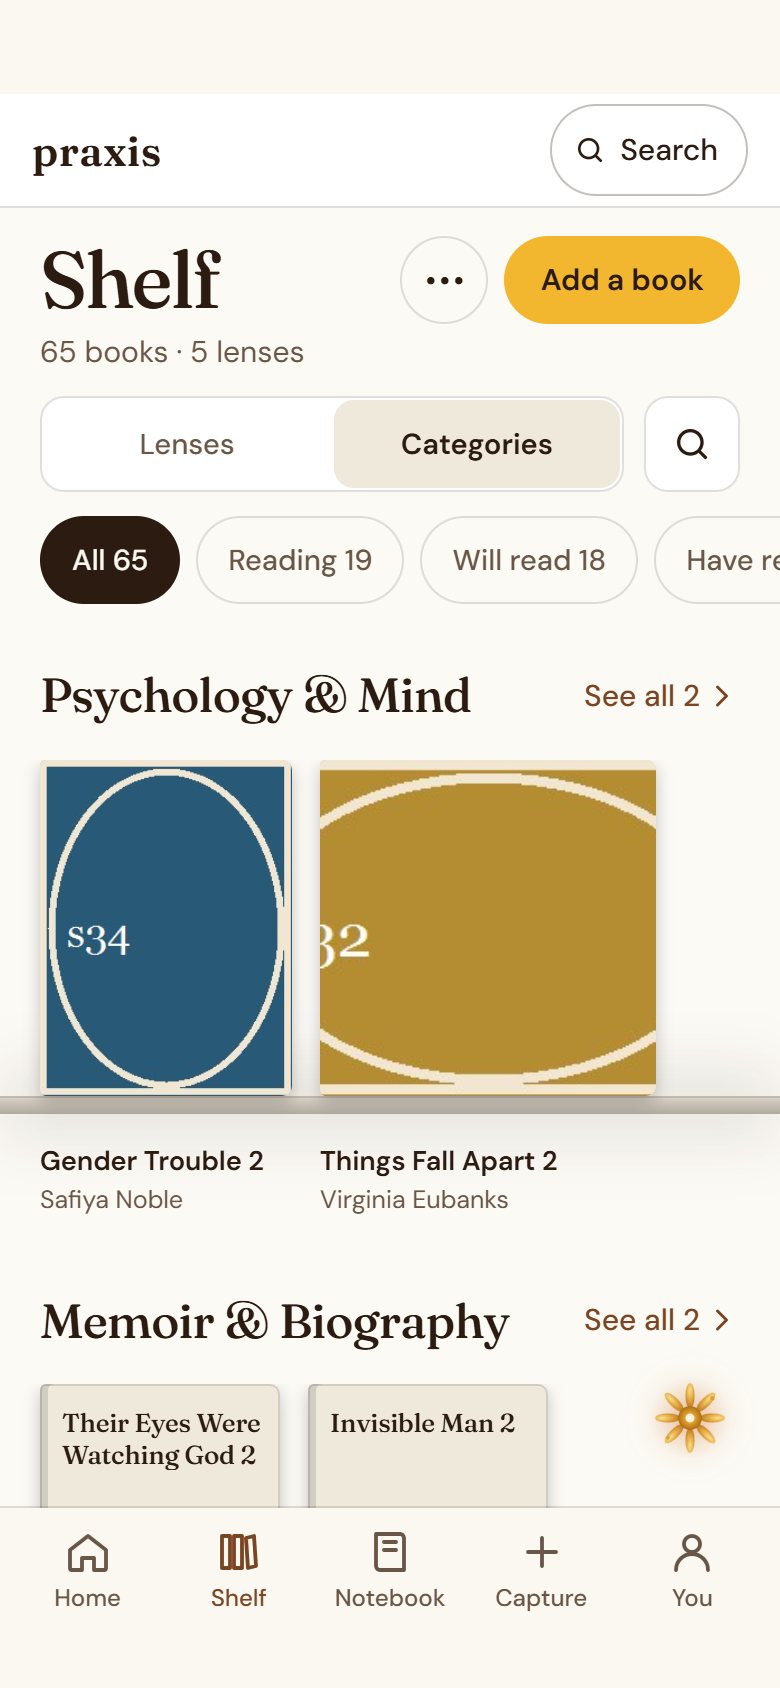 praxis
Search
Shelf
Add a book
65 books · 5 lenses
Lenses
Categories
All 65
Reading 19
Will read 18
Have re
Psychology & Mind
See all 2
s34
32
Gender Trouble 2
Safiya Noble
Things Fall Apart 2
Virginia Eubanks
Memoir & Biography
See all 2
Their Eyes Were
Watching God 2
Invisible Man 2
Home
Shelf
Notebook
Capture
You